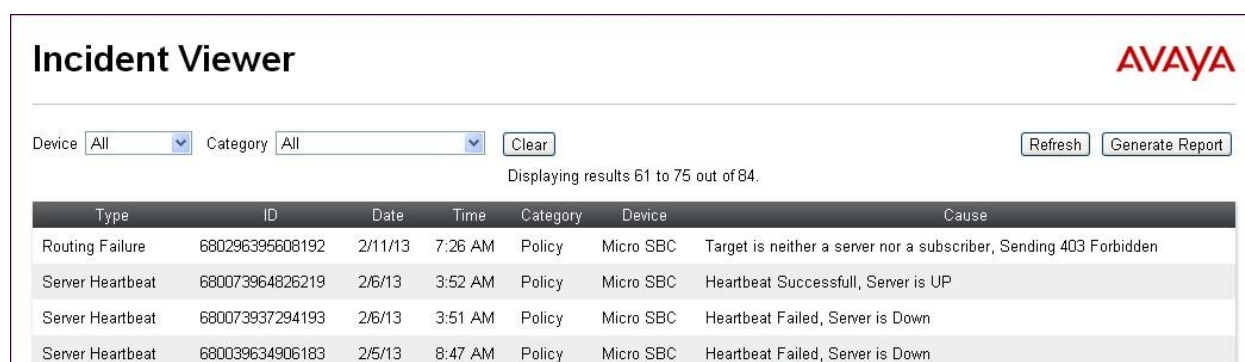 Incident Viewer
AVAYA
Device All Category All Clear Refresh Generate Report
Displaying results 61 to 75 out of 84.
Type ID Date Time Category Device Cause
Routing Failure 680296395608192 2/11/13 7:26 AM Policy Micro SBC Target is neither a server nor a subscriber, Sending 403 Forbidden
Server Heartbeat 680073964826219 2/6/13 3:52 AM Policy Micro SBC Heartbeat Successfull, Server is UP
Server Heartbeat 680073937294193 2/6/13 3:51 AM Policy Micro SBC Heartbeat Failed, Server is Down
Server Heartbeat 680039634906183 2/5/13 8:47 AM Policy Micro SBC Heartbeat Failed, Server is Down